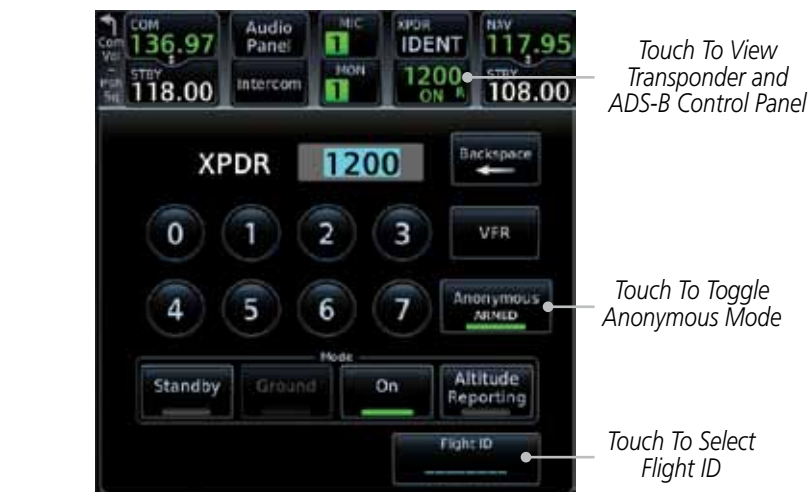 COM
136.97
STBY
118.00
Com
Vol
Psh
Sq
Audio
Panel
Intercom
MIC
1
MON
1
XPDR
IDENT
1200
ON R
NAV
117.95
STBY
108.00
Touch To View
Transponder and
ADS-B Control Panel
XPDR 1200 Backspace
0 1 2 3 VFR
4 5 6 7 Anonymous
ARMED
Touch To Toggle
Anonymous Mode
Mode
Standby Ground On Altitude
Reporting
Flight ID
Touch To Select
Flight ID